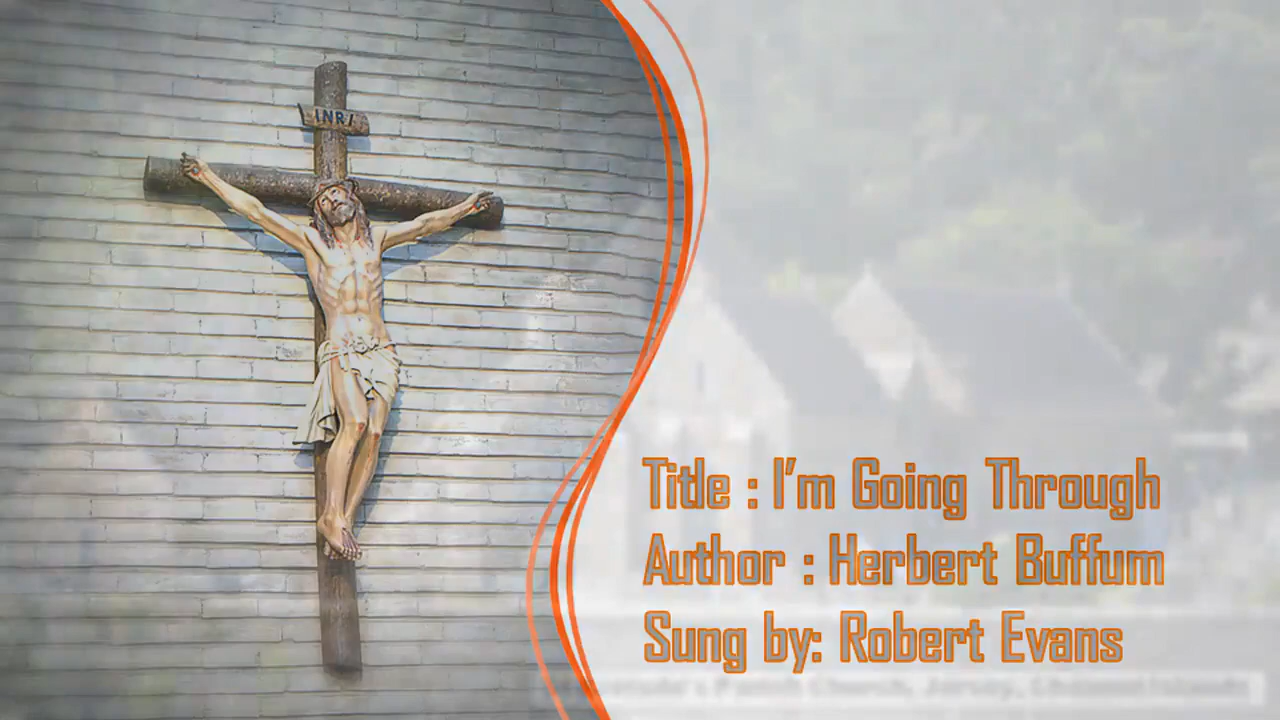 INRI
Title : I'm Going Through
Author : Herbert Buffum
Sung by: Robert Evans